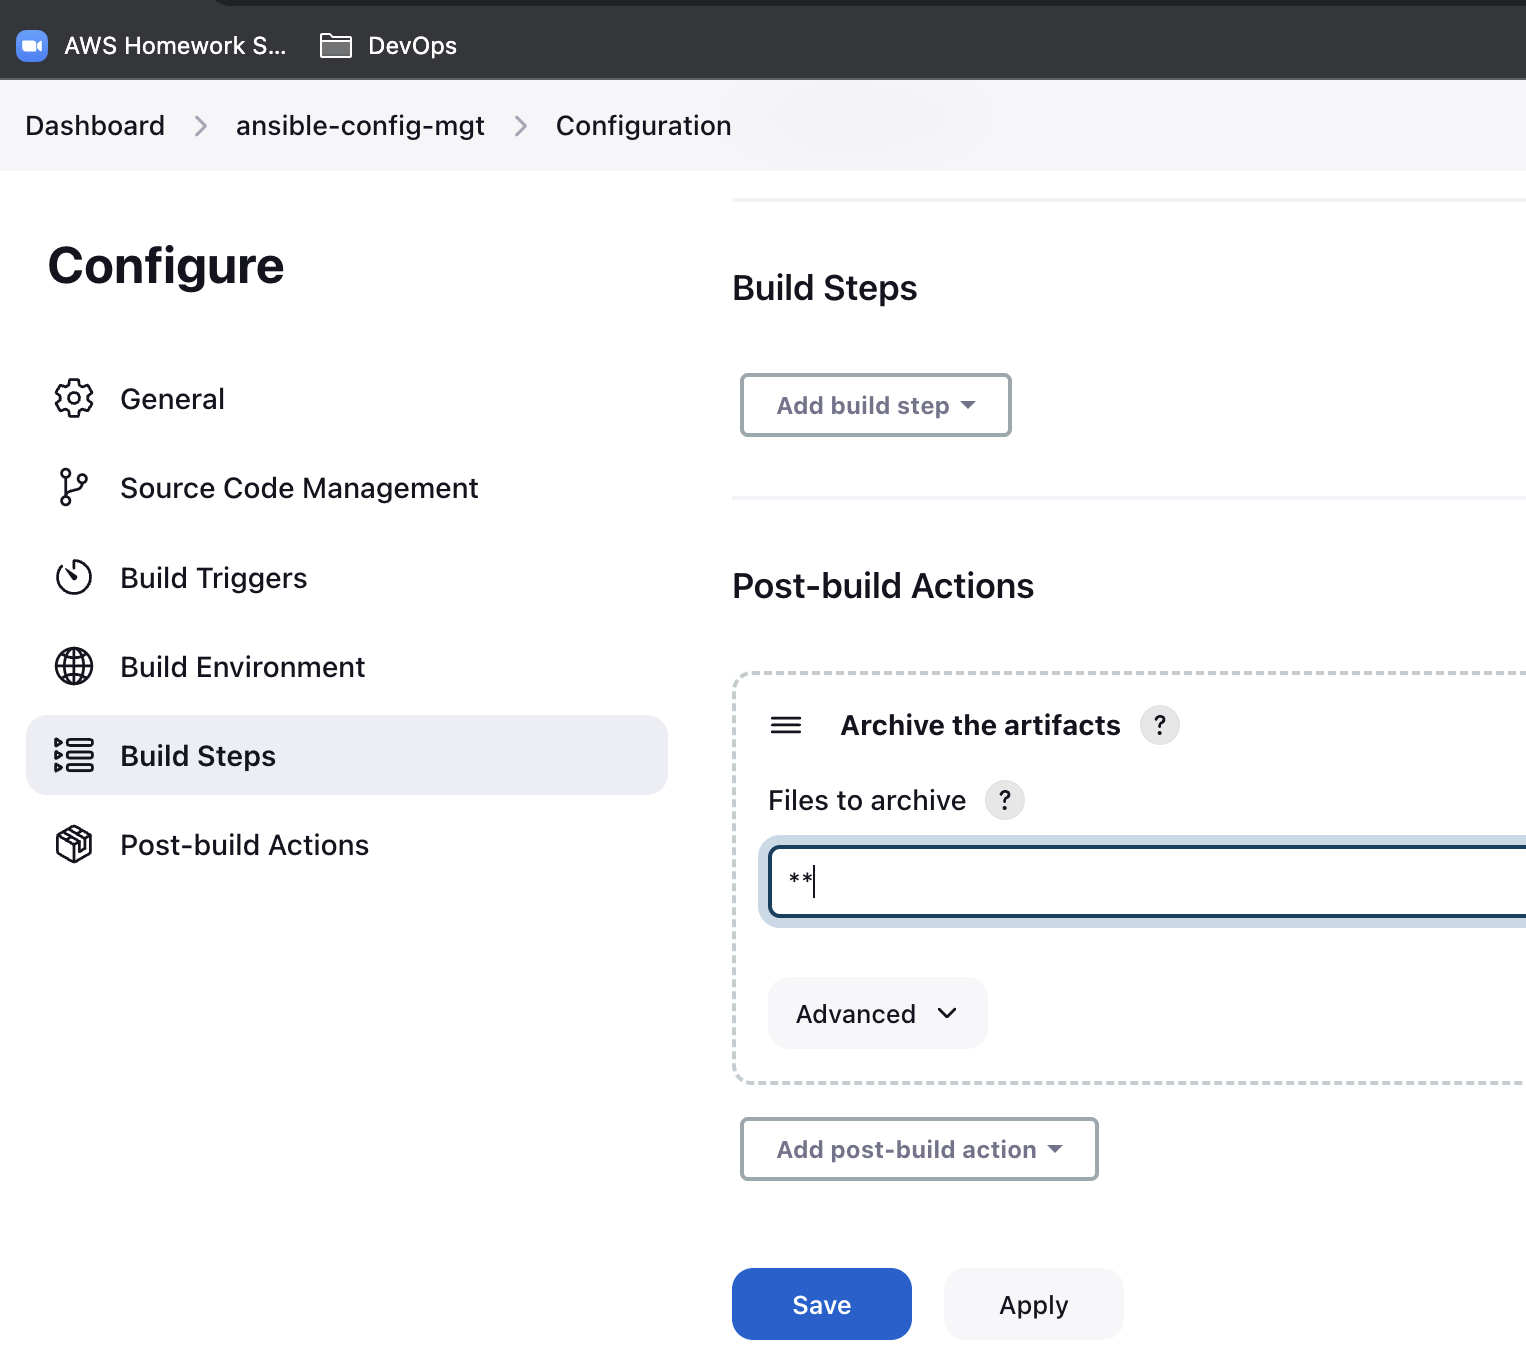 AWS Homework S...
DevOps
Dashboard > ansible-config-mgt > Configuration
Configure
General
Source Code Management
Build Triggers
Build Environment
Build Steps
Post-build Actions
Build Steps
Add build step
Post-build Actions
Archive the artifacts ?
Files to archive ?
**
Advanced
Add post-build action
Save
Apply